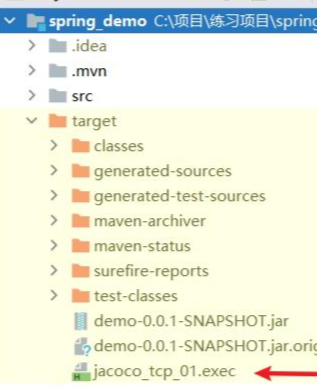 spring_demo C:\项目\练习项目\spring
.idea
.mvn
src
target
classes
generated-sources
generated-test-sources
maven-archiver
maven-status
surefire-reports
test-classes
demo-0.0.1-SNAPSHOT.jar
demo-0.0.1-SNAPSHOT.jar.orig
jacoco_tcp_01.exec